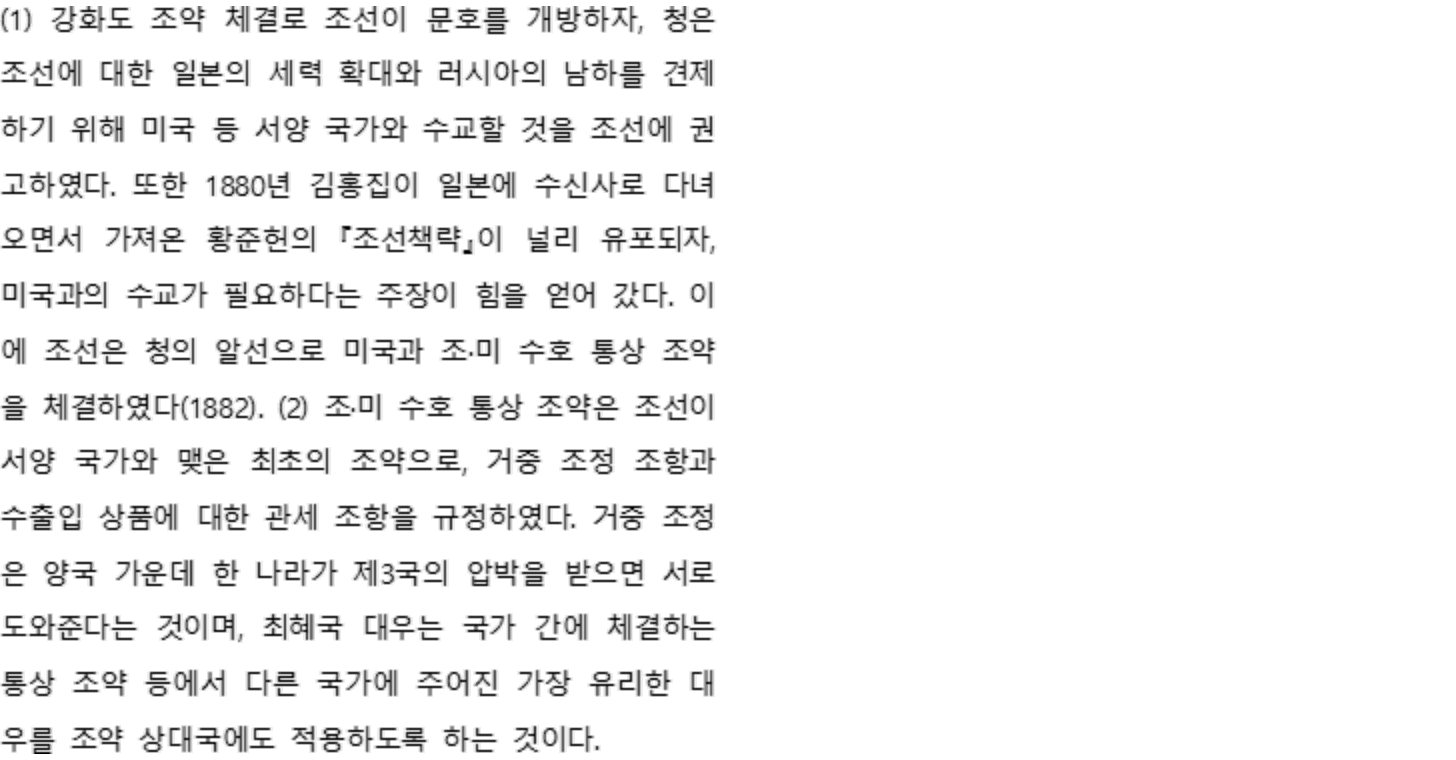 (1) 강화도 조약 체결로 조선이 문호를 개방하자, 청은
조선에 대한 일본의 세력 확대와 러시아의 남하를 견제
하기 위해 미국 등 서양 국가와 수교할 것을 조선에 권
고하였다. 또한 1880년 김홍집이 일본에 수신사로 다녀
오면서 가져온 황준헌의 『조선책략』이 널리 유포되자,
미국과의 수교가 필요하다는 주장이 힘을 얻어 갔다. 이
에 조선은 청의 알선으로 미국과 조·미 수호 통상 조약
을 체결하였다(1882). (2) 조·미 수호 통상 조약은 조선이
서양 국가와 맺은 최초의 조약으로, 거중 조정 조항과
수출입 상품에 대한 관세 조항을 규정하였다. 거중 조정
은 양국 가운데 한 나라가 제3국의 압박을 받으면 서로
도와준다는 것이며, 최혜국 대우는 국가 간에 체결하는
통상 조약 등에서 다른 국가에 주어진 가장 유리한 대
우를 조약 상대국에도 적용하도록 하는 것이다.